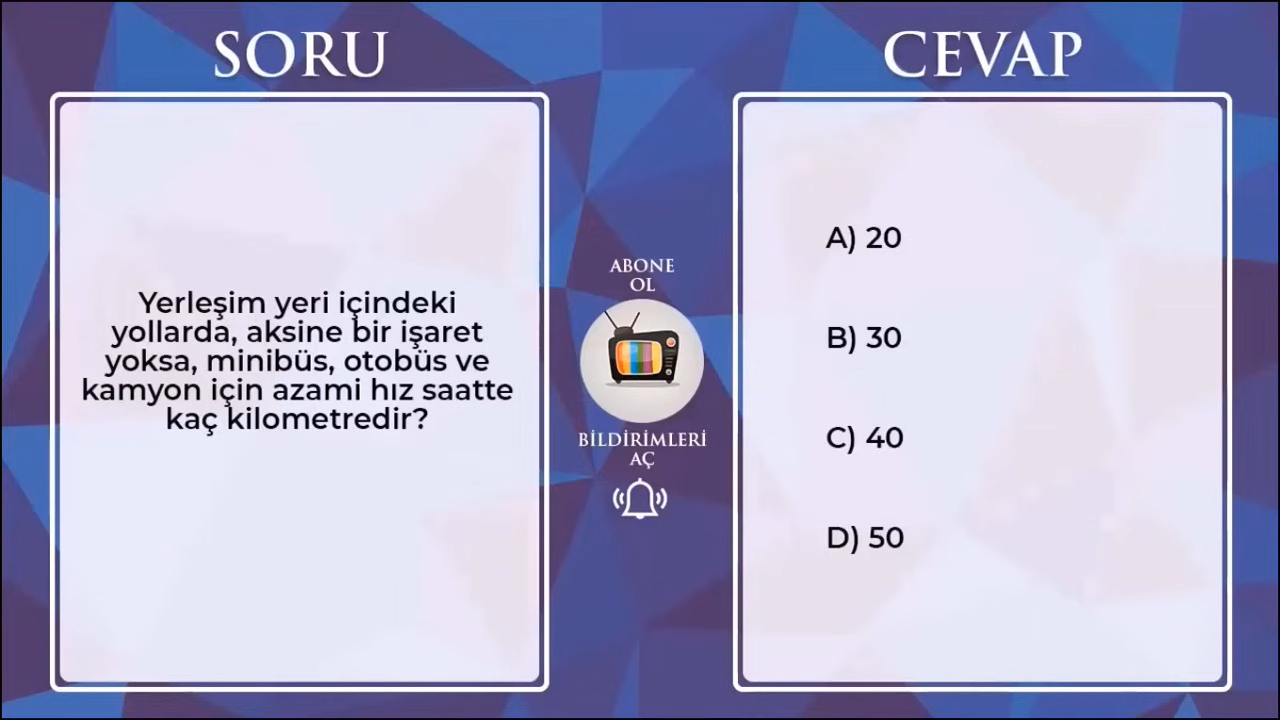 SORU
Yerleşim yeri içindeki
yollarda, aksine bir işaret
yoksa, minibüs, otobüs ve
kamyon için azami hız saatte
kaç kilometredir?
ABONE
OL
BİLDİRİMLERİ
AÇ
CEVAP
A) 20
B) 30
C) 40
D) 50